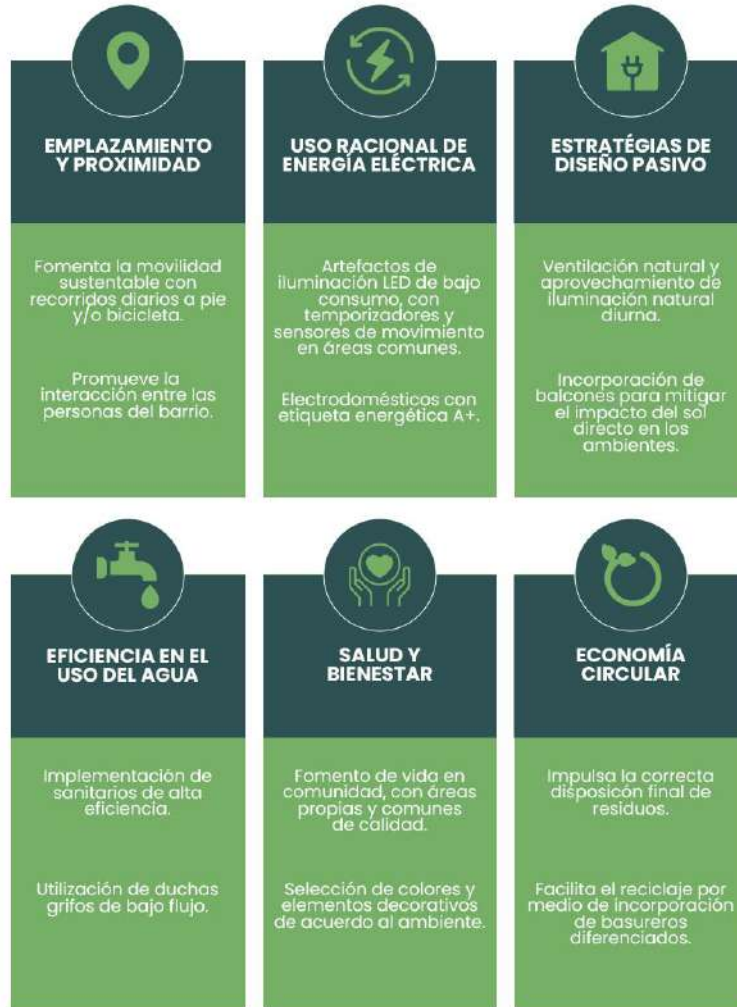 EMPLAZAMIENTO
Y PROXIMIDAD
Fomenta la movilidad
sustentable con
recorridos diarios a pie
y/o bicicleta.
Promueve la
interacción entre las
personas del barrio.
USO RACIONAL DE
ENERGÍA ELÉCTRICA
Artefactos de
iluminación LED de bajo
consumo, con
temporizadores y
sensores de movimiento
en áreas comunes.
Electrodomésticos con
etiqueta energética A+.
ESTRATÉGIAS DE
DISEÑO PASIVO
Ventilación natural y
aprovechamiento de
iluminación natural
diurna.
Incorporación de
balcones para mitigar
el impacto del sol
directo en los
ambientes.
EFICIENCIA EN EL
USO DEL AGUA
Implementación de
sanitarios de alta
eficiencia.
Utilización de duchas
grifos de bajo flujo.
SALUD Y
BIENESTAR
Fomento de vida en
comunidad, con áreas
propias y comunes
de calidad.
Selección de colores y
elementos decorativos
de acuerdo al ambiente.
ECONOMÍA
CIRCULAR
Impulsa la correcta
disposicón final de
residuos.
Facilita el reciclaje por
medio de incorporación
de basureros
diferenciados.